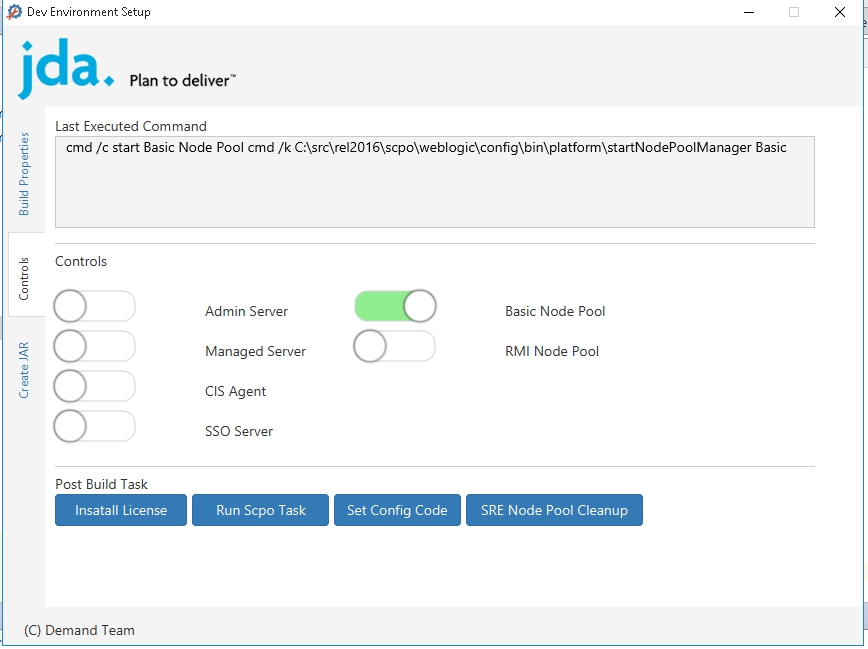 Dev Environment Setup
jda.
Plan to deliver™
Build Properties
Controls
Create JAR
Last Executed Command
cmd /c start Basic Node Pool cmd /k C:\src\rel2016\scpo\weblogic\config\bin\platform\startNodePoolManager Basic
Controls
Admin Server
Basic Node Pool
Managed Server
RMI Node Pool
CIS Agent
SSO Server
Post Build Task
Insatall License
Run Scpo Task
Set Config Code
SRE Node Pool Cleanup
(C) Demand Team